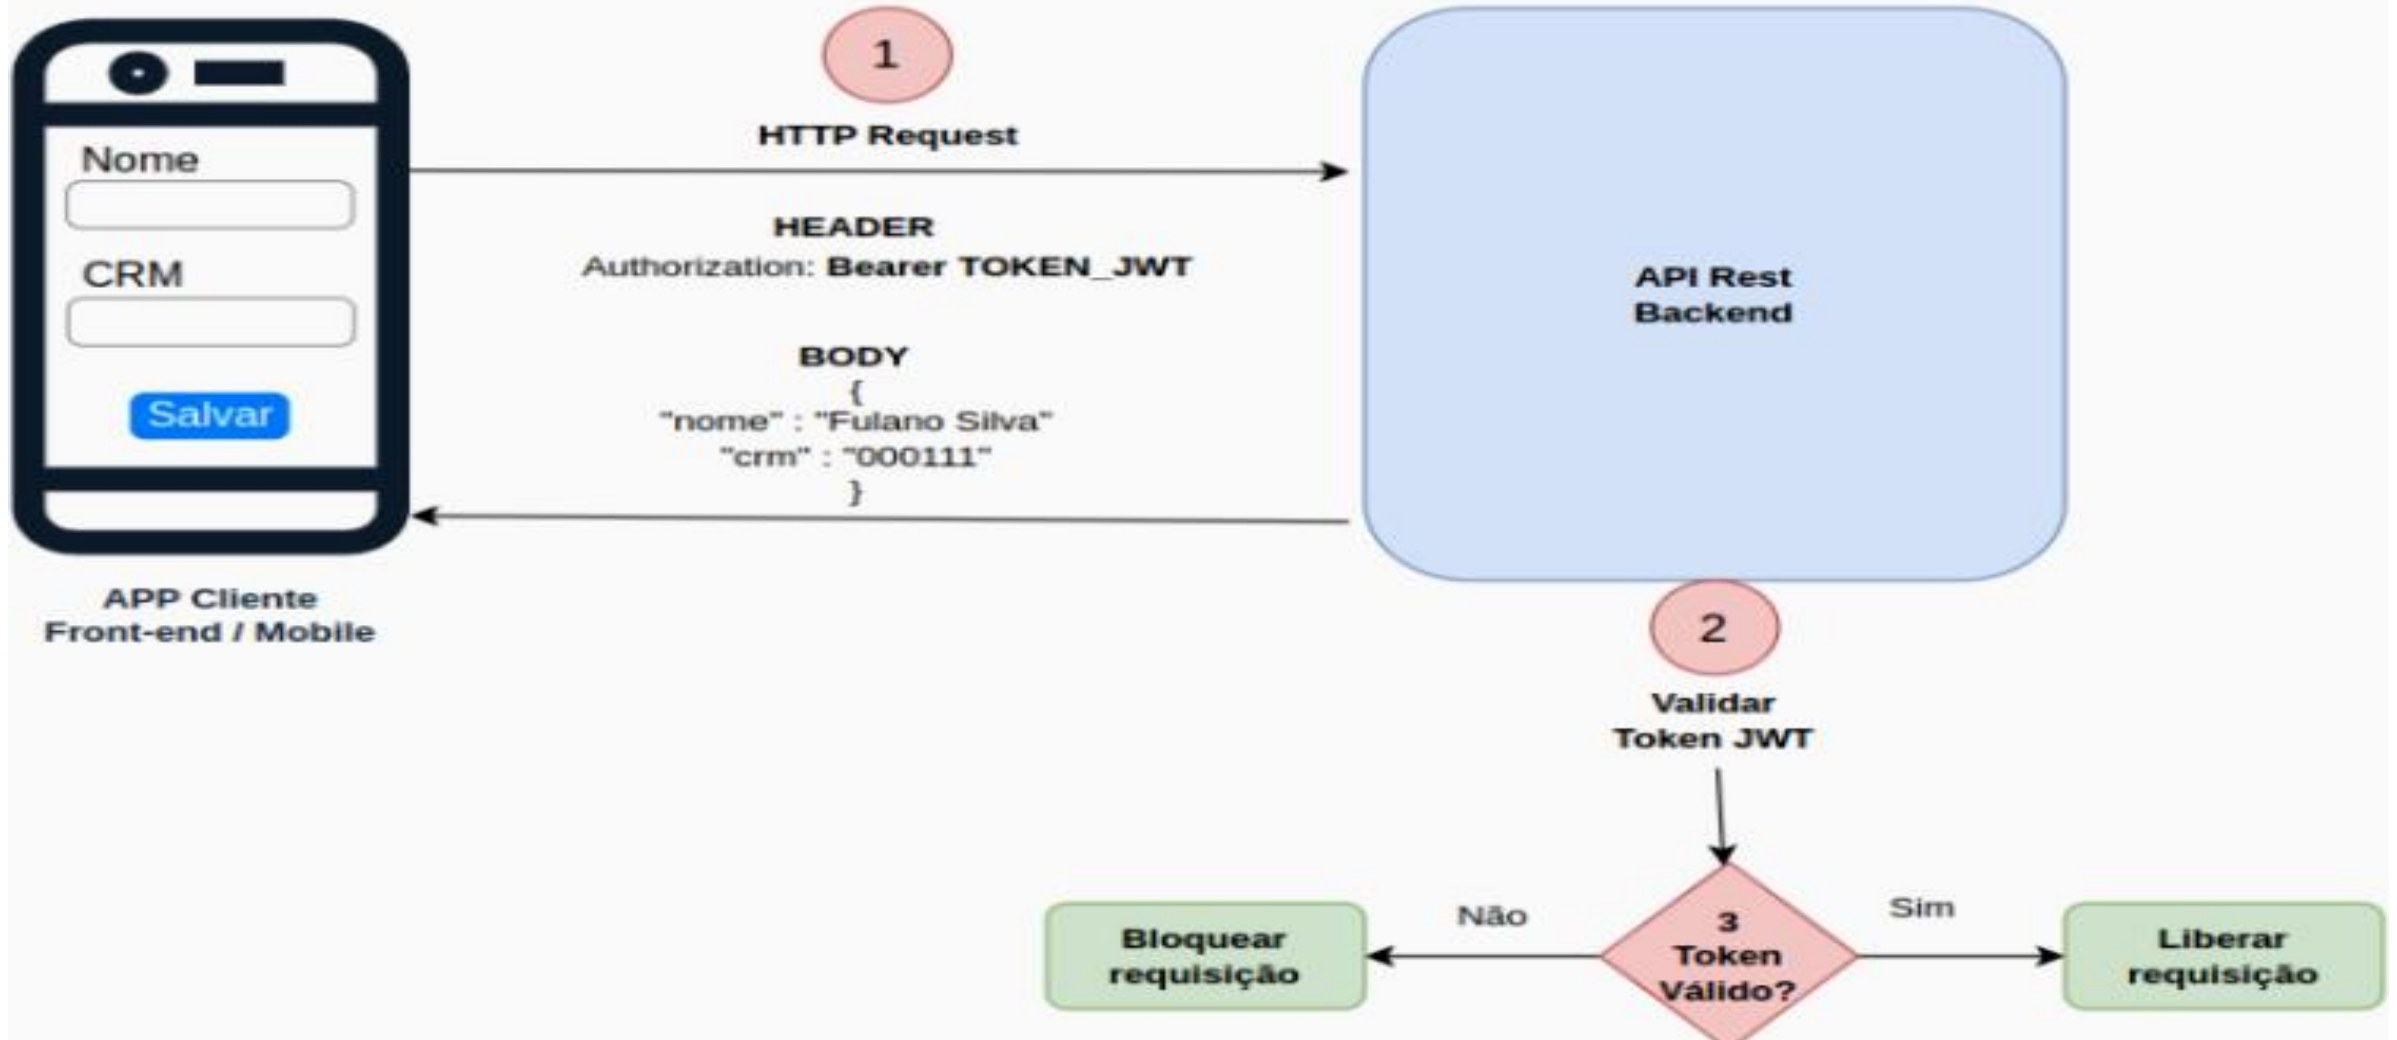 Nome
CRM
Salvar
APP Cliente
Front-end / Mobile
1
HTTP Request
HEADER
Authorization: Bearer TOKEN_JWT
BODY
{
"nome" : "Fulano Silva"
"crm" : "000111"
}
API Rest
Backend
2
Validar
Token JWT
3
Token
Válido?
Não
Bloquear
requisição
Sim
Liberar
requisição